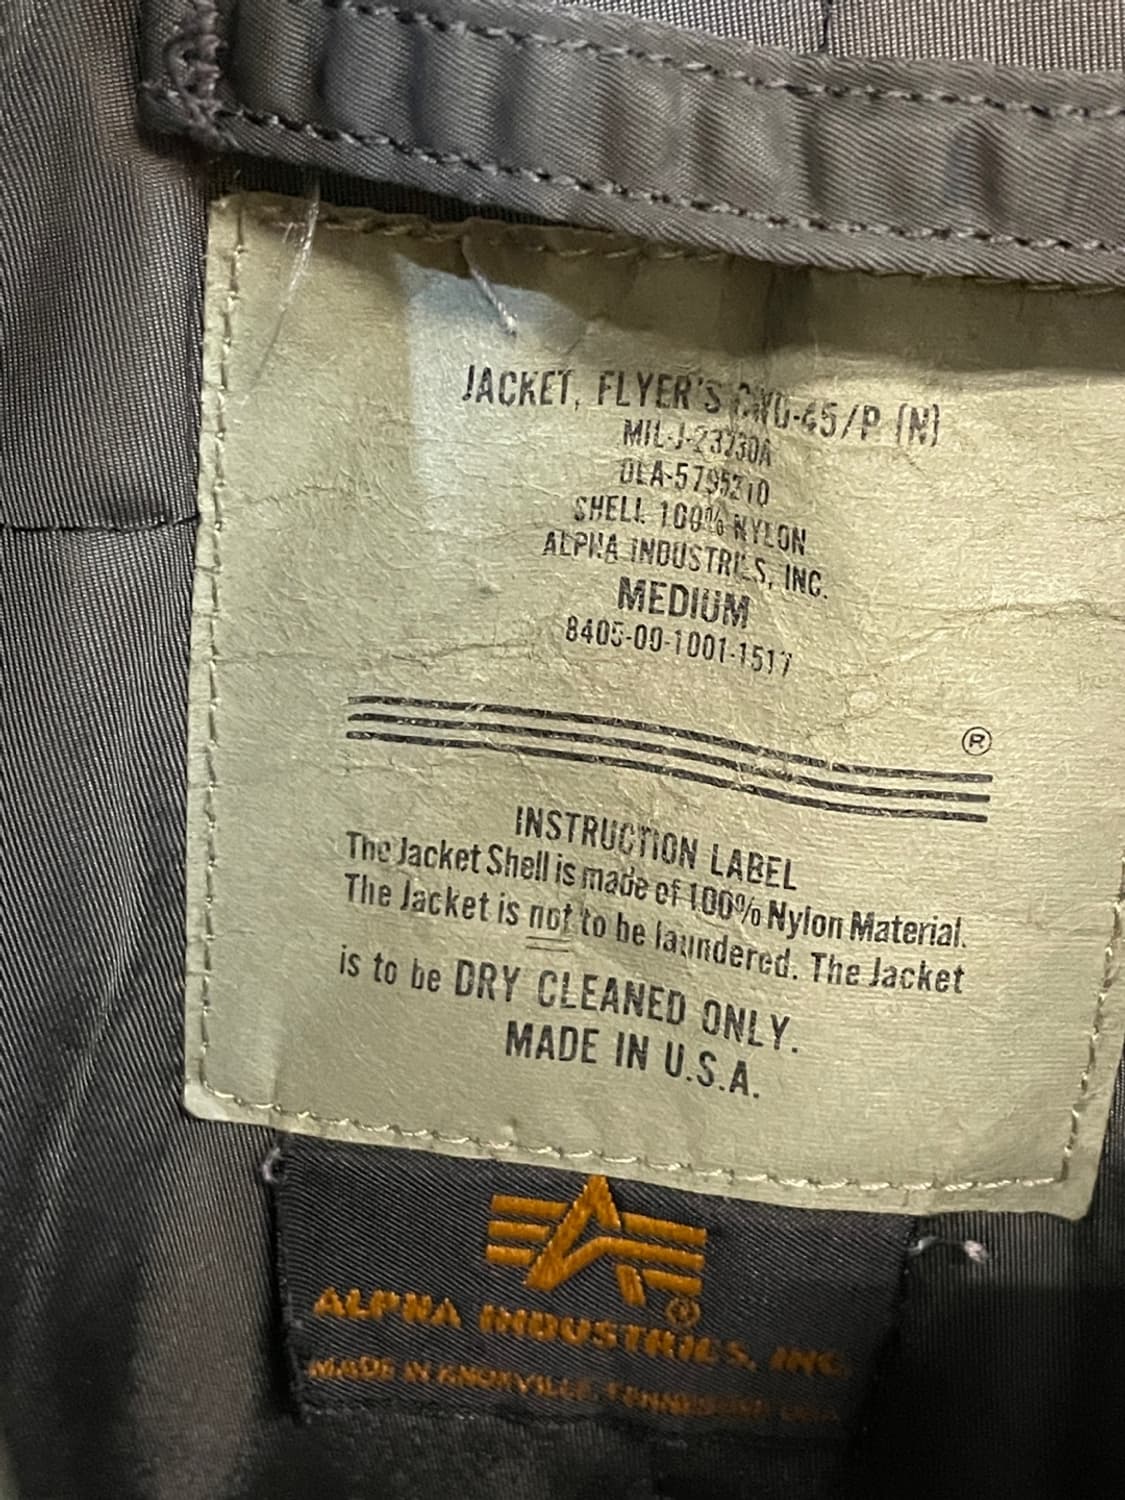 JACKET, FLYER'S CWU-45/P (N)
MIL-J-23730A
DLA-5795210
SHELL 100% NYLON
ALPHA INDUSTRIES, INC.
MEDIUM
8405-00-1001-1517
®
INSTRUCTION LABEL
The Jacket Shell is made of 100% Nylon Material.
The Jacket is not to be laundered. The Jacket
is to be DRY CLEANED ONLY.
MADE IN U.S.A.
®
ALPHA INDUSTRIES, INC.
MADE IN KNOXVILLE, TENNESSEE USA